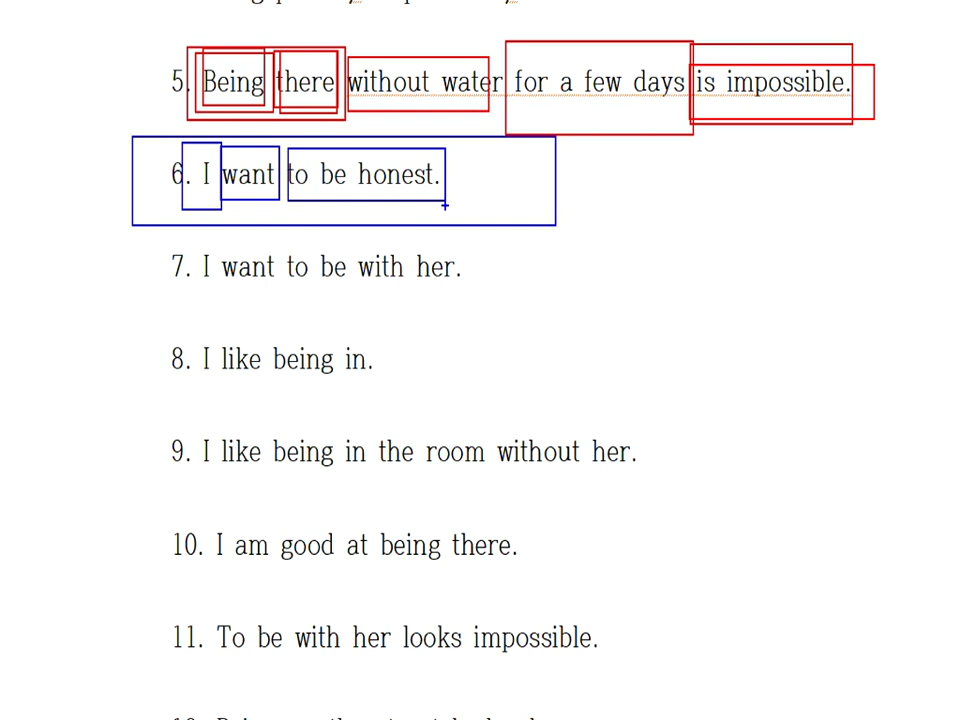 5. Being there without water for a few days is impossible.
6. I want to be honest.
7. I want to be with her.
8. I like being in.
9. I like being in the room without her.
10. I am good at being there.
11. To be with her looks impossible.